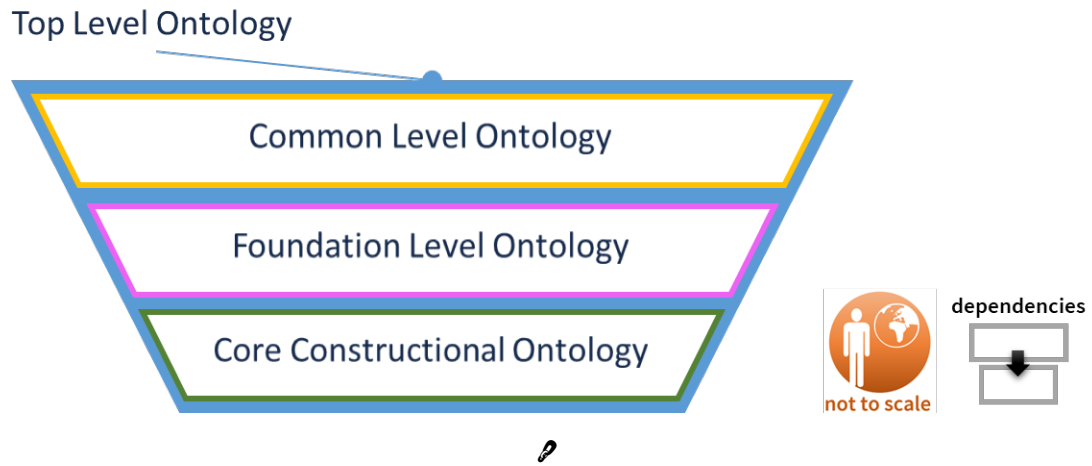 Top Level Ontology
Common Level Ontology
Foundation Level Ontology
Core Constructional Ontology
not to scale
dependencies